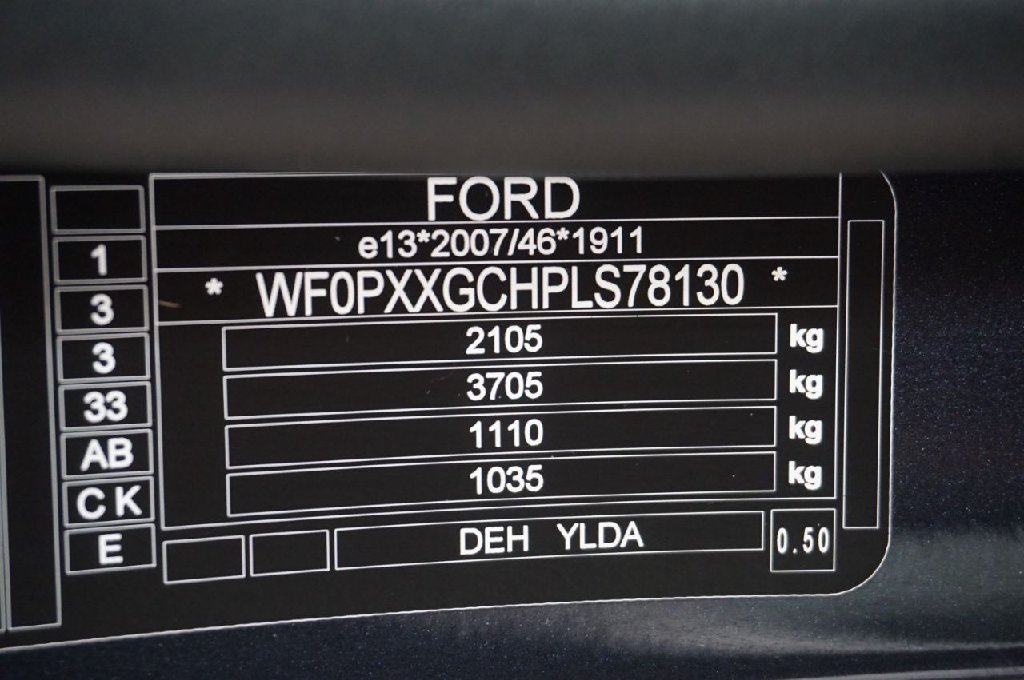 FORD
e13*2007/46*1911
* WF0PXXGCHPLS78130 *
2105 kg
3705 kg
1110 kg
1035 kg
DEH YLDA 0.50
1
3
3
33
AB
C K
E